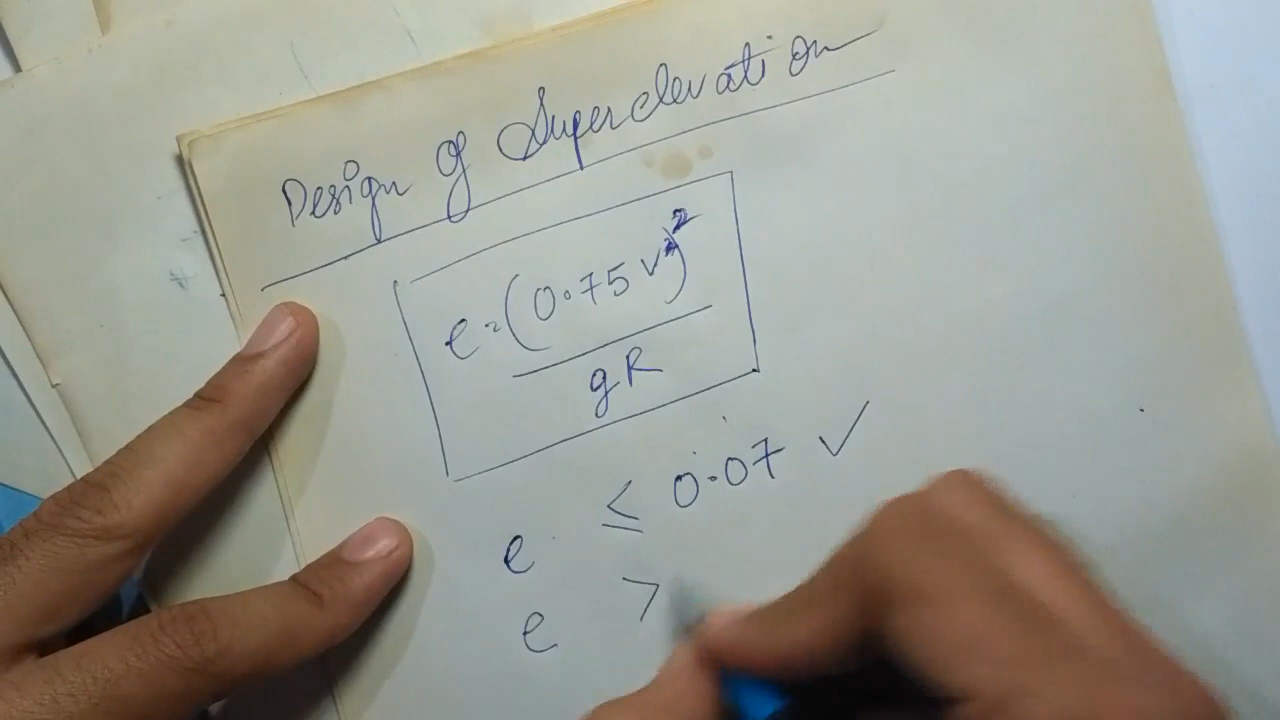 Design of Superelevation
e = (0.75 v)²
gR
e ≤ 0.07 ✓
e >